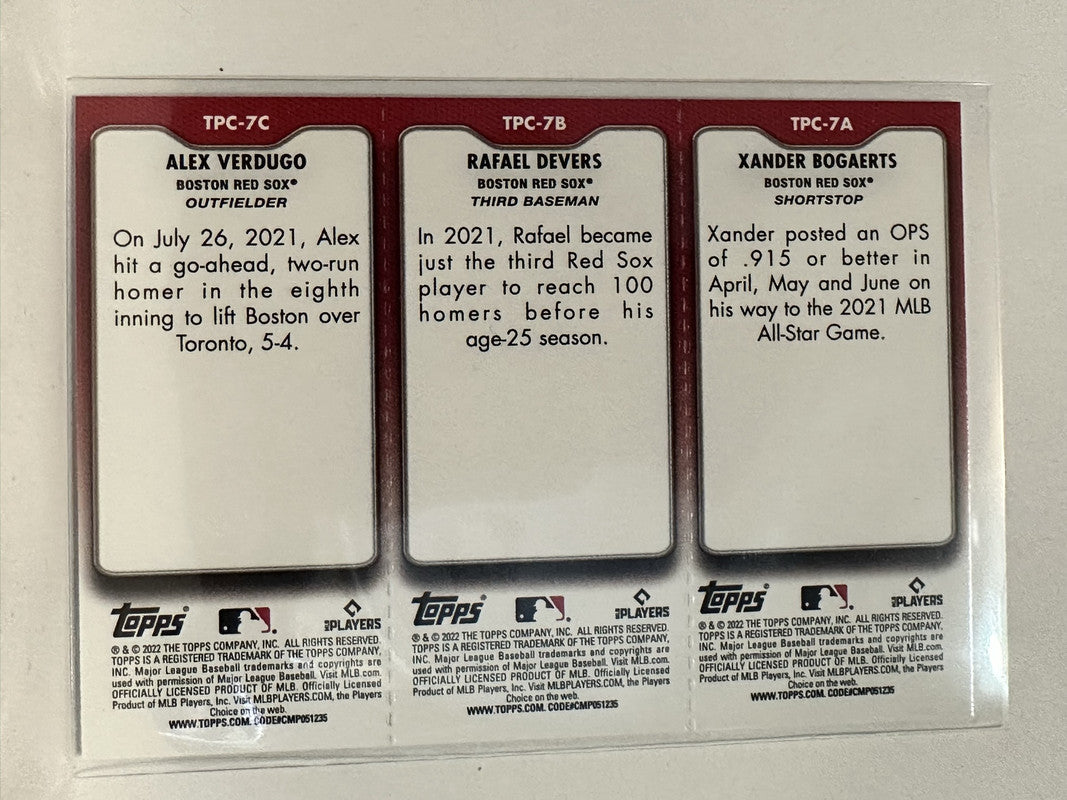 TPC-7C
ALEX VERDUGO
BOSTON RED SOX®
OUTFIELDER
On July 26, 2021, Alex
hit a go-ahead, two-run
homer in the eighth
inning to lift Boston over
Toronto, 5-4.
Topps®
MLB PLAYERS
® & © 2022 THE TOPPS COMPANY, INC. ALL RIGHTS RESERVED.
TOPPS IS A REGISTERED TRADEMARK OF THE TOPPS COMPANY,
INC. Major League Baseball trademarks and copyrights are
used with permission of Major League Baseball. Visit MLB.com.
OFFICIALLY LICENSED PRODUCT OF MLB. Officially Licensed
Product of MLB Players, Inc. Visit MLBPLAYERS.COM, the Players
Choice on the web.
WWW.TOPPS.COM. CODE#CMP051235
TPC-7B
RAFAEL DEVERS
BOSTON RED SOX®
THIRD BASEMAN
In 2021, Rafael became
just the third Red Sox
player to reach 100
homers before his
age-25 season.
Topps®
MLB PLAYERS
® & © 2022 THE TOPPS COMPANY, INC. ALL RIGHTS RESERVED.
TOPPS IS A REGISTERED TRADEMARK OF THE TOPPS COMPANY,
INC. Major League Baseball trademarks and copyrights are
used with permission of Major League Baseball. Visit MLB.com.
OFFICIALLY LICENSED PRODUCT OF MLB. Officially Licensed
Product of MLB Players, Inc. Visit MLBPLAYERS.COM, the Players
Choice on the web.
WWW.TOPPS.COM. CODE#CMP051235
TPC-7A
XANDER BOGAERTS
BOSTON RED SOX®
SHORTSTOP
Xander posted an OPS
of .915 or better in
April, May and June on
his way to the 2021 MLB
All-Star Game.
Topps®
MLB PLAYERS
® & © 2022 THE TOPPS COMPANY, INC. ALL RIGHTS RESERVED.
TOPPS IS A REGISTERED TRADEMARK OF THE TOPPS COMPANY,
INC. Major League Baseball trademarks and copyrights are
used with permission of Major League Baseball. Visit MLB.com.
OFFICIALLY LICENSED PRODUCT OF MLB. Officially Licensed
Product of MLB Players, Inc. Visit MLBPLAYERS.COM, the Players
Choice on the web.
WWW.TOPPS.COM. CODE#CMP051235